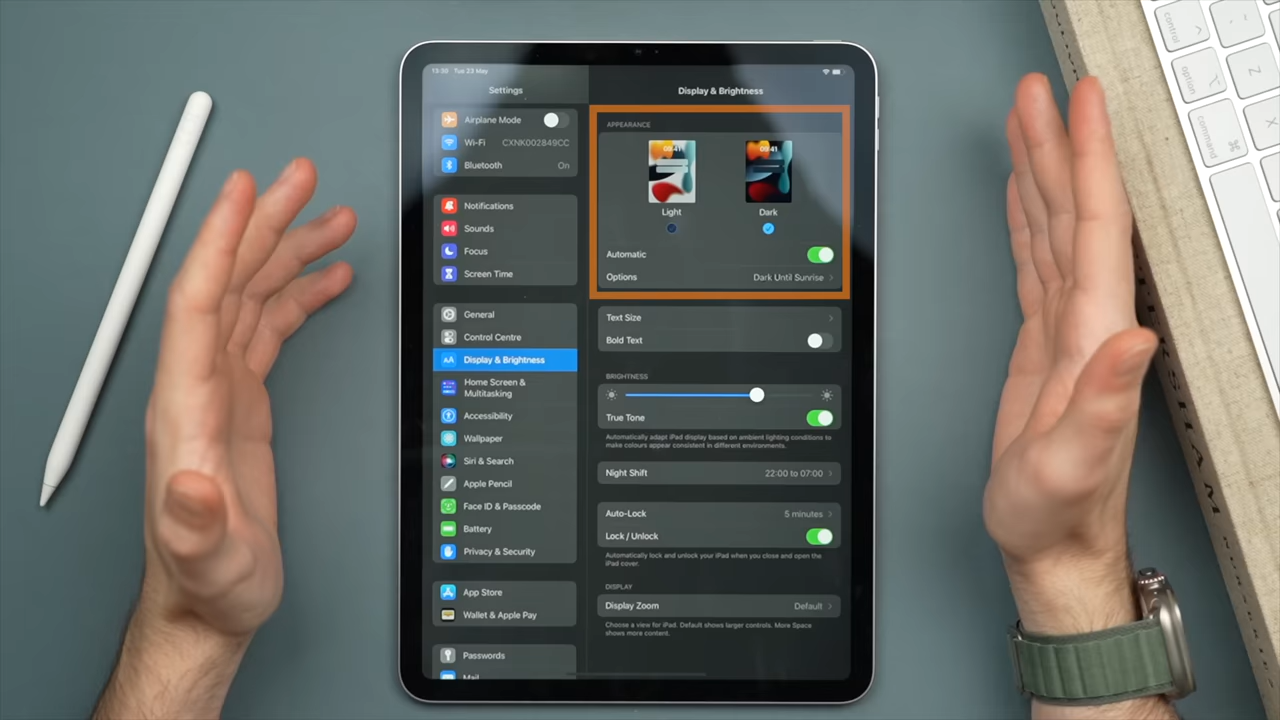 13:30 Tue 23 May
Settings
Airplane Mode
Wi-Fi CXNK002849CC
Bluetooth On
Notifications
Sounds
Focus
Screen Time
General
Control Centre
AA Display & Brightness
Home Screen &
Multitasking
Accessibility
Wallpaper
Siri & Search
Apple Pencil
Face ID & Passcode
Battery
Privacy & Security
App Store
Wallet & Apple Pay
Passwords
Mail
Display & Brightness
APPEARANCE
09:41 09:41
Light Dark
Automatic
Options Dark Until Sunrise
Text Size
Bold Text
BRIGHTNESS
True Tone
Automatically adapt iPad display based on ambient lighting conditions to
make colours appear consistent in different environments.
Night Shift 22:00 to 07:00
Auto-Lock 5 minutes
Lock / Unlock
Automatically lock and unlock your iPad when you close and open the
iPad cover.
DISPLAY
Display Zoom Default
Choose a view for iPad. Default shows larger controls. More Space
shows more content.
control
option
command
Z
X